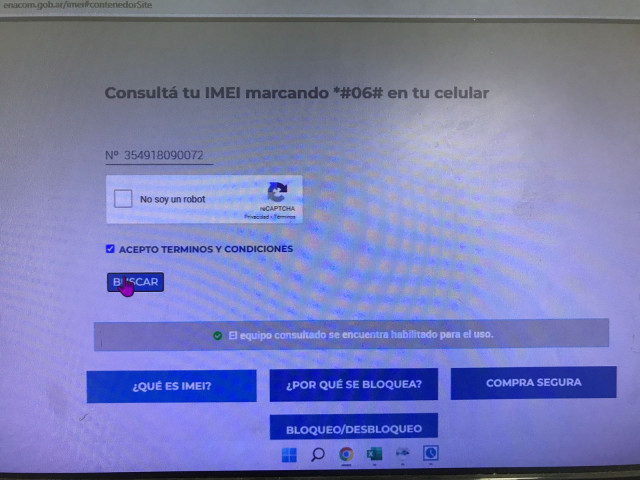 enacom.gob.ar/imei#contenedorSite
Consultá tu IMEI marcando *#06# en tu celular
Nº 354918090072
No soy un robot
reCAPTCHA
Privacidad - Términos
ACEPTO TERMINOS Y CONDICIONES
BUSCAR
El equipo consultado se encuentra habilitado para el uso.
¿QUÉ ES IMEI?
¿POR QUÉ SE BLOQUEA?
COMPRA SEGURA
BLOQUEO/DESBLOQUEO